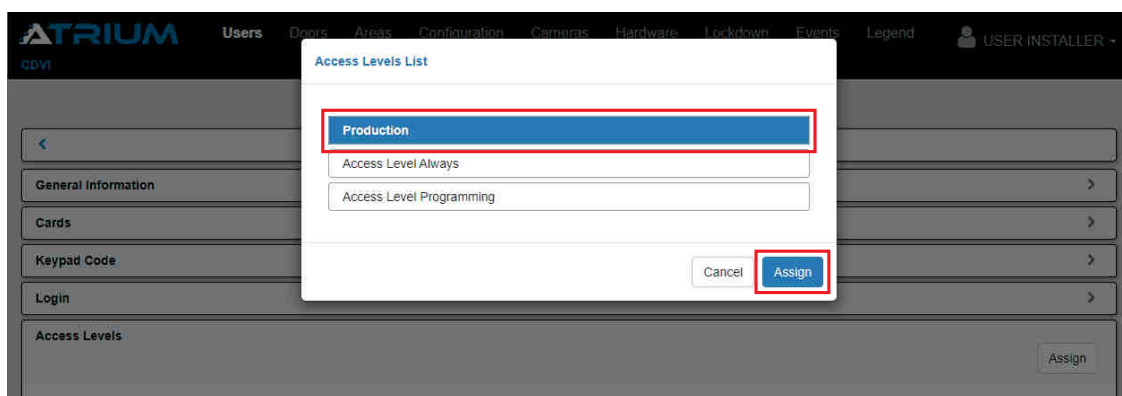 ATRIUM
CDVI
Users Doors Areas Configuration Cameras Hardware Lockdown Events Legend USER INSTALLER
Access Levels List
Production
Access Level Always
Access Level Programming
Cancel Assign
General Information
Cards
Keypad Code
Login
Access Levels
Assign